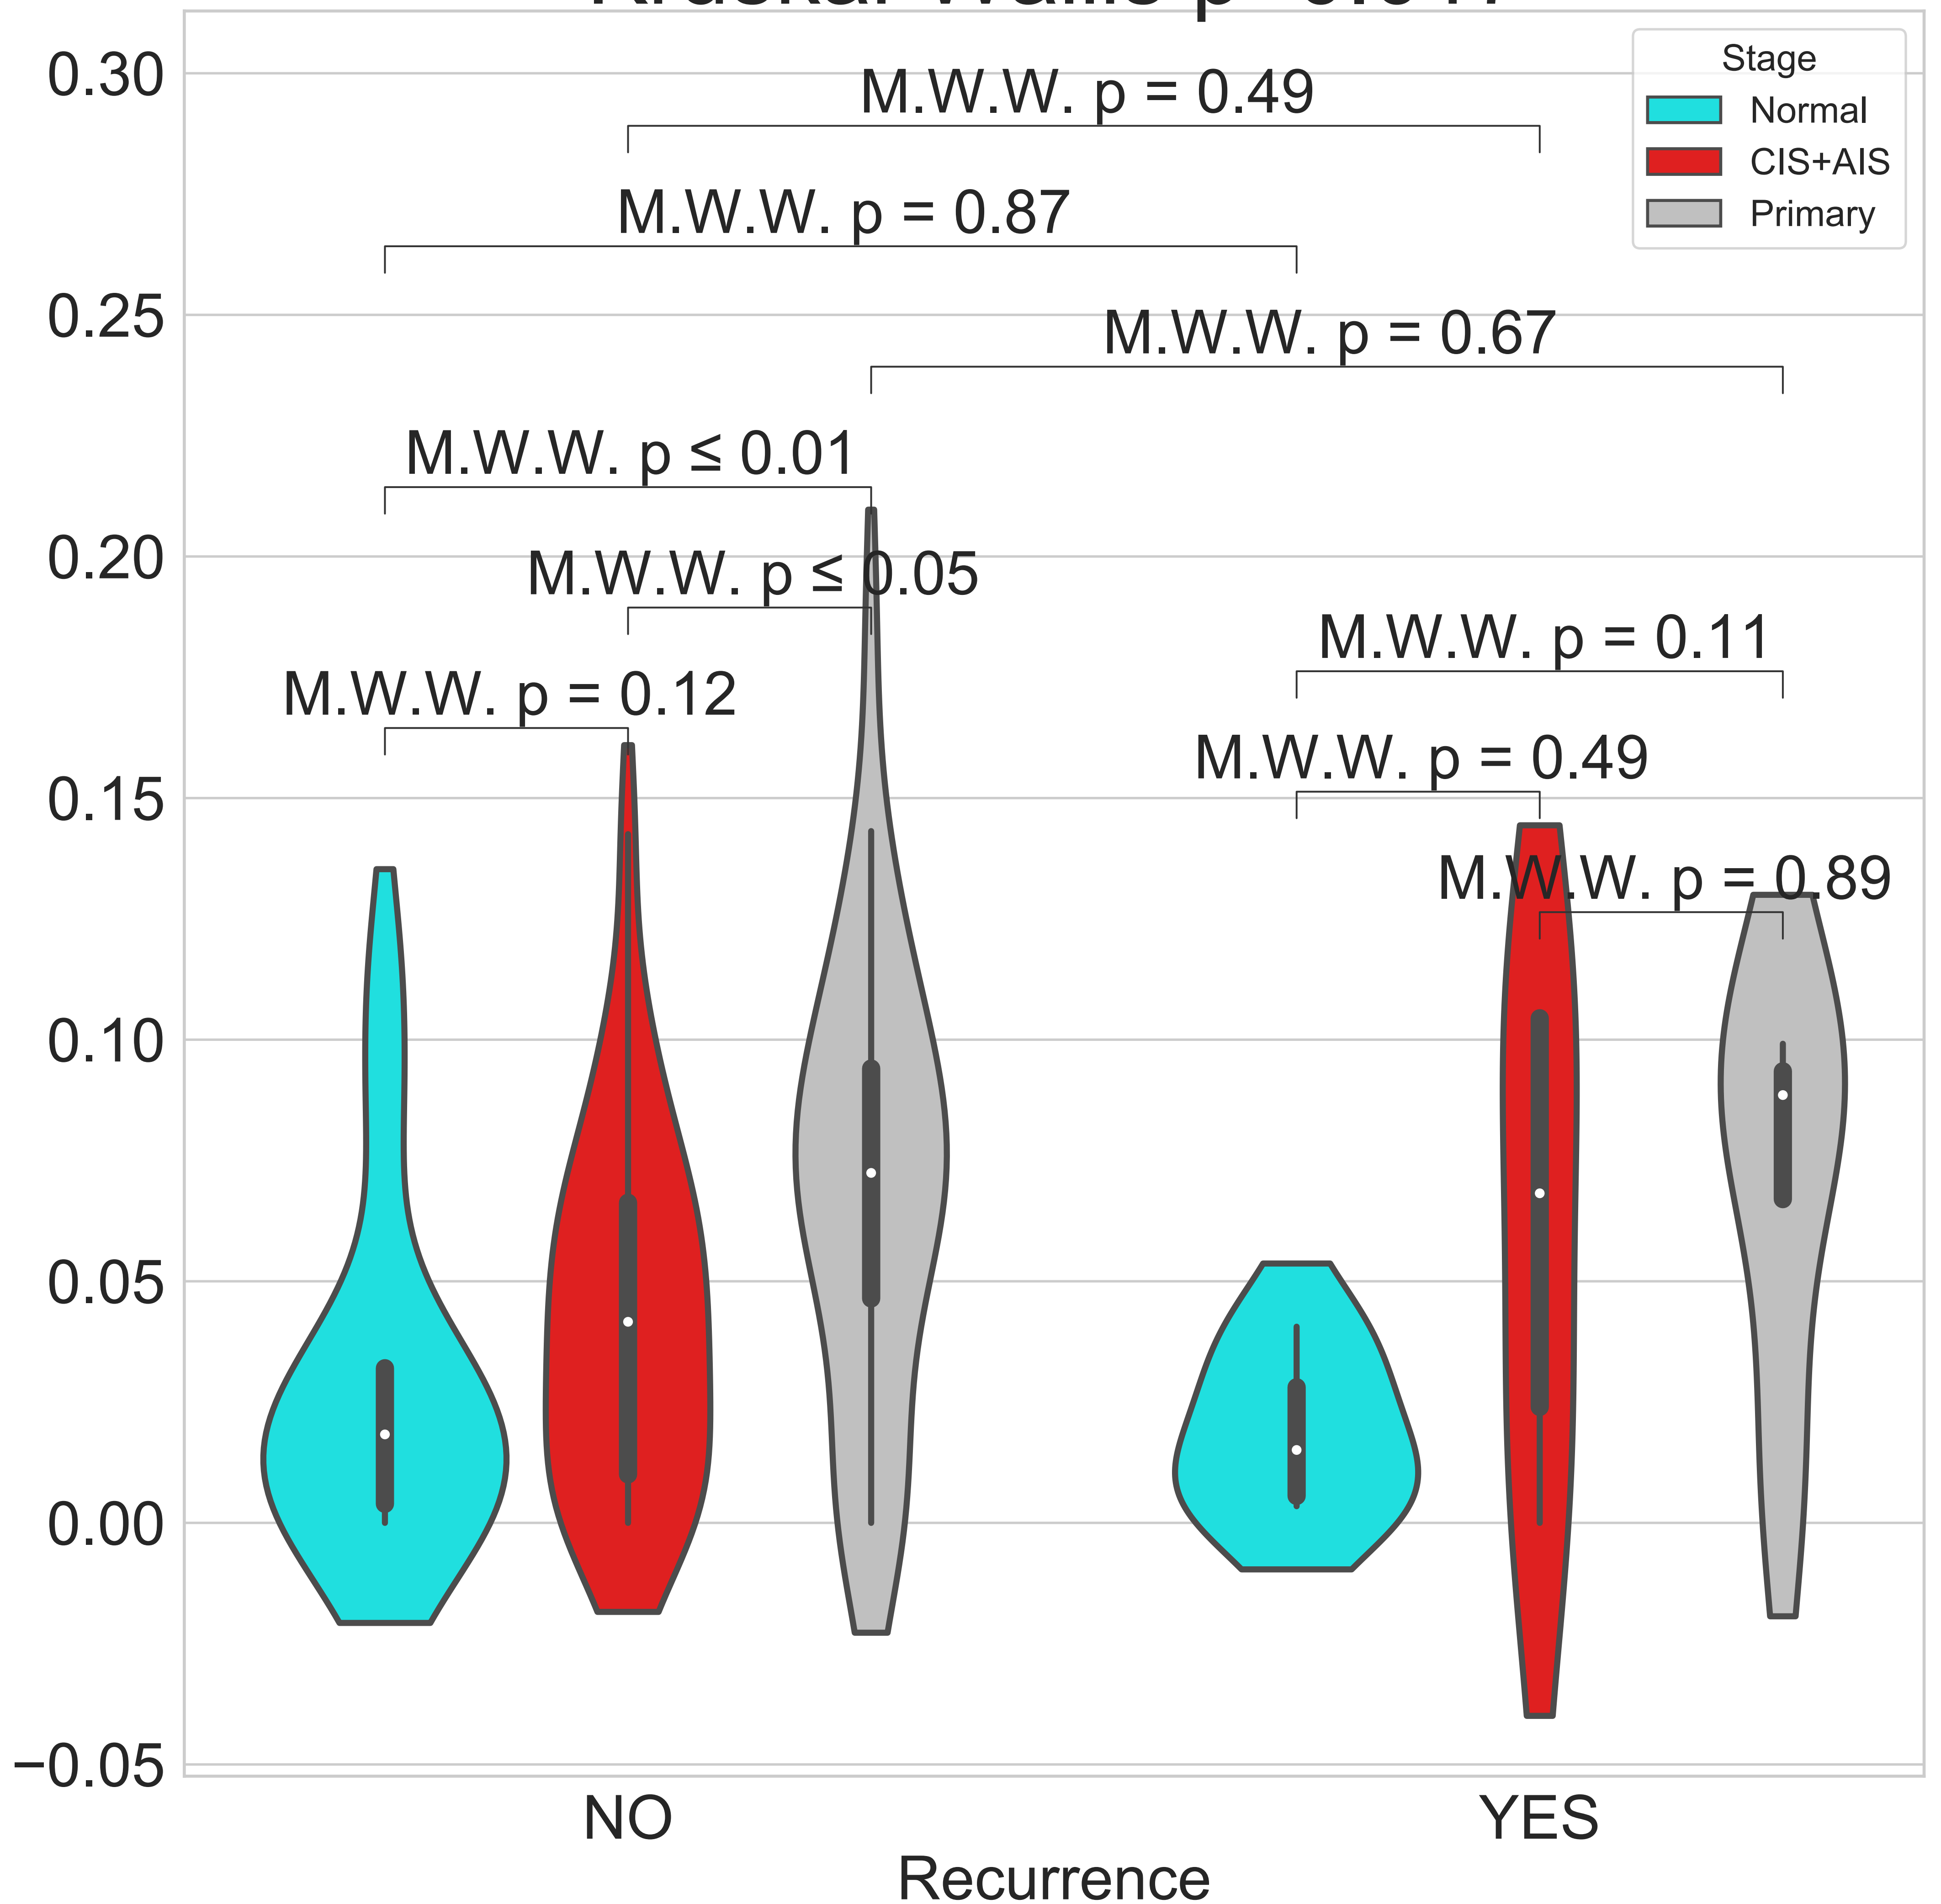 Stage
Normal
CIS+AIS
Primary
0.30
0.25
0.20
0.15
0.10
0.05
0.00
−0.05
M.W.W. p = 0.49
M.W.W. p = 0.87
M.W.W. p = 0.67
M.W.W. p ≤ 0.01
M.W.W. p ≤ 0.05
M.W.W. p = 0.11
M.W.W. p = 0.12
M.W.W. p = 0.49
M.W.W. p = 0.89
NO
YES
Recurrence